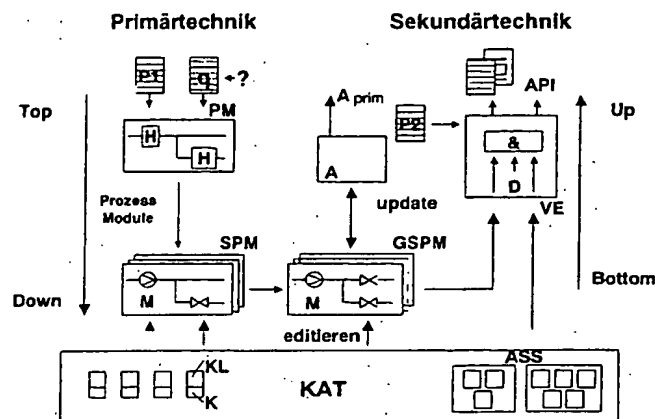 Primärtechnik
Sekundärtechnik
P1
q
?
PM
H
H
Top
Down
Prozess
Module
A prim
A
update
P2
API
&
D
VE
Up
Bottom
SPM
M
GSPM
M
editieren
KL
K
KAT
ASS